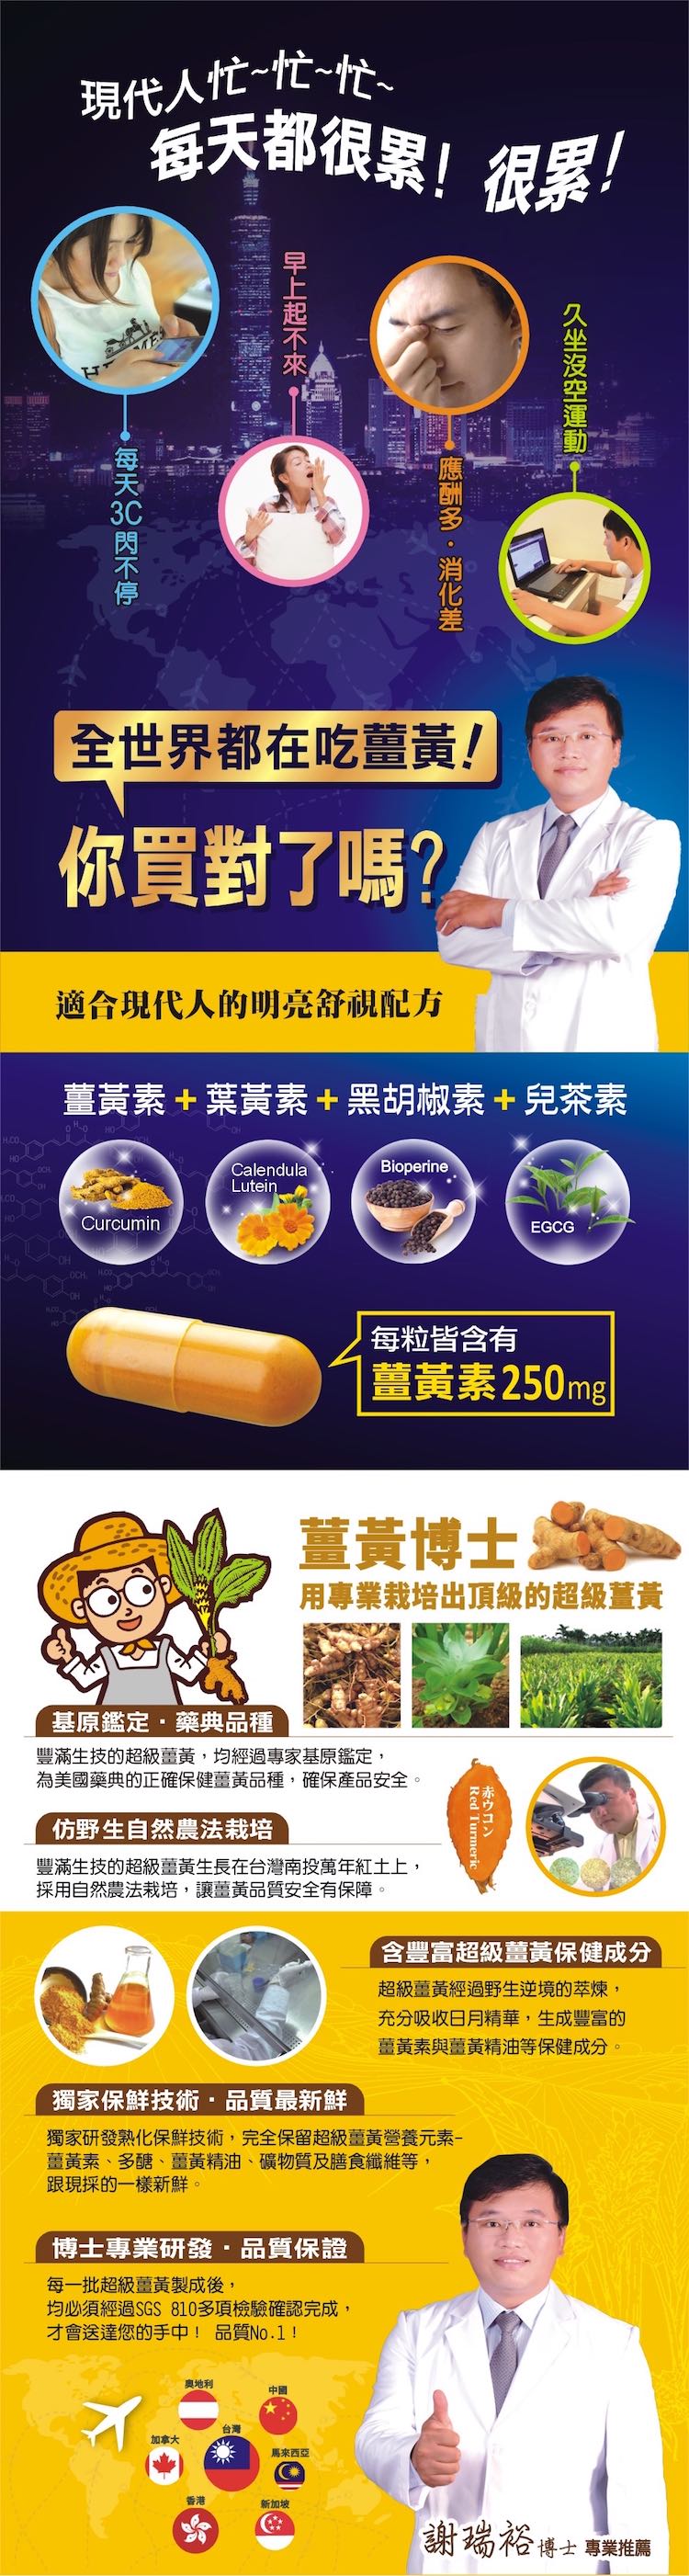 現代人忙~忙~忙~
每天都很累!很累!
早上起不來
久坐沒空運動
每天3C閃不停
應酬多・消化差
全世界都在吃薑黃!
你買對了嗎?
適合現代人的明亮舒視配方
薑黃素+葉黃素+黑胡椒素+兒茶素
Curcumin
Calendula
Lutein
Bioperine
EGCG
每粒皆含有
薑黃素250mg
薑黃博士
用專業栽培出頂級的超級薑黃
基原鑑定・藥典品種
豐滿生技的超級薑黃,均經過專家基原鑑定,
為美國藥典的正確保健薑黃品種,確保產品安全。
赤ウコン
Red Turmeric
仿野生自然農法栽培
豐滿生技的超級薑黃生長在台灣南投萬年紅土上,
採用自然農法栽培,讓薑黃品質安全有保障。
含豐富超級薑黃保健成分
超級薑黃經過野生逆境的萃煉,
充分吸收日月精華,生成豐富的
薑黃素與薑黃精油等保健成分。
獨家保鮮技術・品質最新鮮
獨家研發熟化保鮮技術,完全保留超級薑黃營養元素-
薑黃素、多醣、薑黃精油、礦物質及膳食纖維等,
跟現採的一樣新鮮。
博士專業研發・品質保證
每一批超級薑黃製成後,
均必須經過SGS 810多項檢驗確認完成,
才會送達您的手中! 品質No.1!
奧地利
中國
台灣
加拿大
馬來西亞
香港
新加坡
謝瑞裕博士 專業推薦